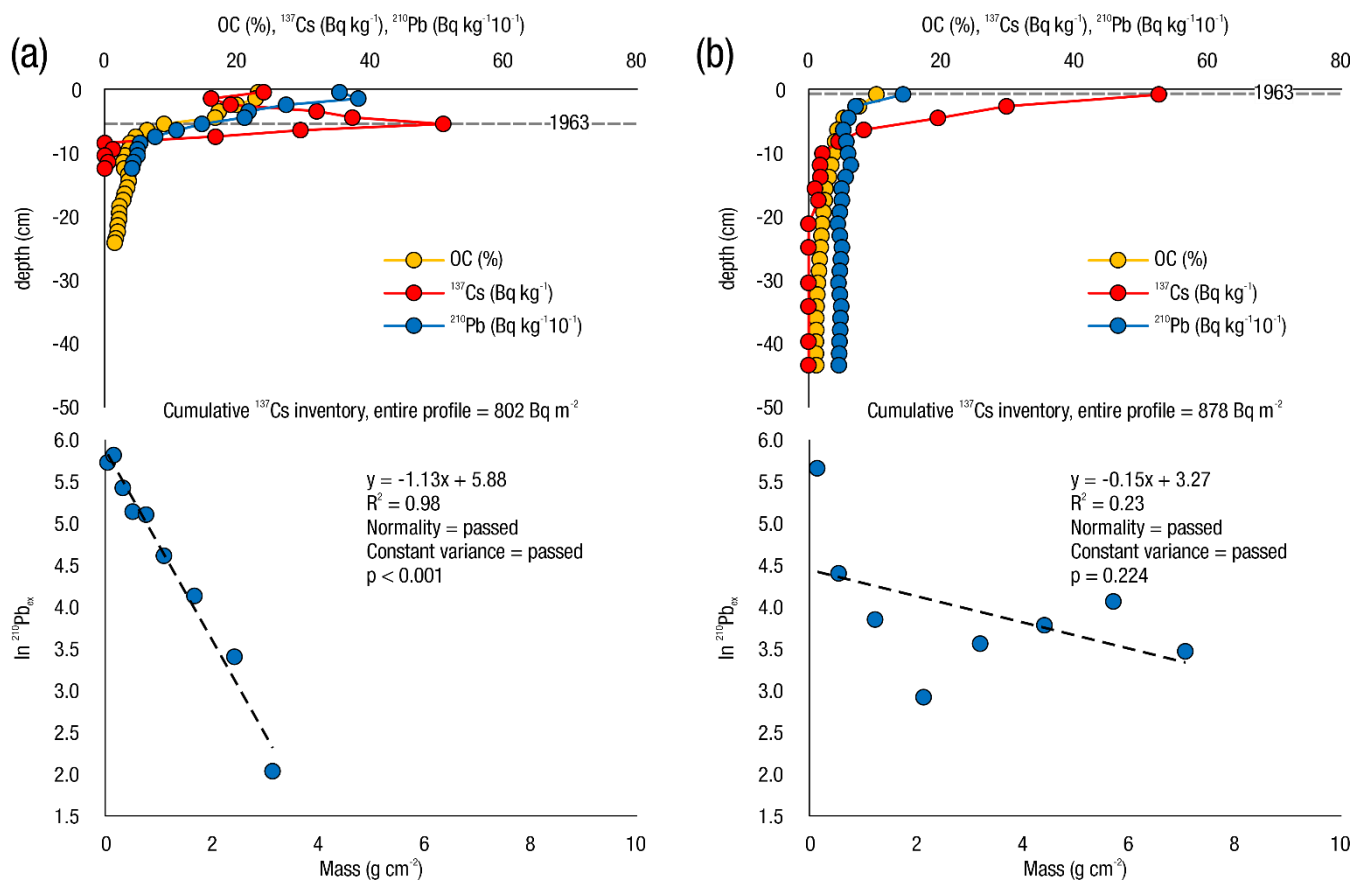 (a)
OC (%), ¹³⁷Cs (Bq kg⁻¹), ²¹⁰Pb (Bq kg⁻¹10⁻¹)
0 20 40 60 80
0
-10
-20
-30
-40
-50
depth (cm)
1963
OC (%)
¹³⁷Cs (Bq kg⁻¹)
²¹⁰Pb (Bq kg⁻¹10⁻¹)
Cumulative ¹³⁷Cs inventory, entire profile = 802 Bq m⁻²
6.0
5.5
5.0
4.5
4.0
3.5
3.0
2.5
2.0
1.5
ln ²¹⁰Pbₑₓ
y = -1.13x + 5.88
R² = 0.98
Normality = passed
Constant variance = passed
p < 0.001
0 2 4 6 8 10
Mass (g cm⁻²)
(b)
OC (%), ¹³⁷Cs (Bq kg⁻¹), ²¹⁰Pb (Bq kg⁻¹10⁻¹)
0 20 40 60 80
0
-10
-20
-30
-40
-50
depth (cm)
1963
OC (%)
¹³⁷Cs (Bq kg⁻¹)
²¹⁰Pb (Bq kg⁻¹10⁻¹)
Cumulative ¹³⁷Cs inventory, entire profile = 878 Bq m⁻²
6.0
5.5
5.0
4.5
4.0
3.5
3.0
2.5
2.0
1.5
ln ²¹⁰Pbₑₓ
y = -0.15x + 3.27
R² = 0.23
Normality = passed
Constant variance = passed
p = 0.224
0 2 4 6 8 10
Mass (g cm⁻²)